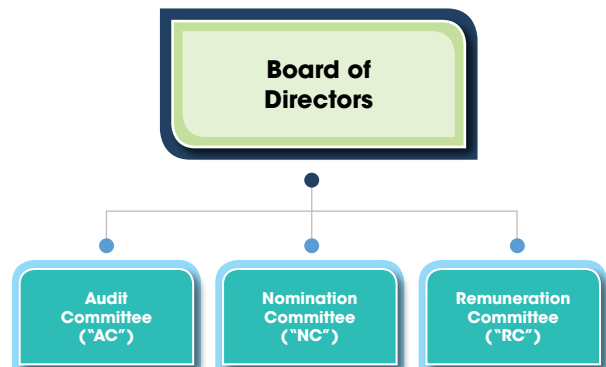 Board of
Directors
Audit
Committee
(“AC”)
Nomination
Committee
(“NC”)
Remuneration
Committee
(“RC”)